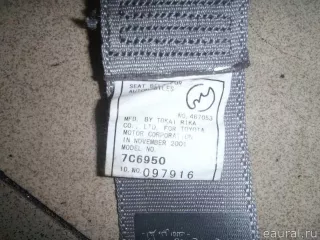 SEAT BELTS
NO. 467053
MFD. BY TOKAI RIKA
CO., LTD. FOR TOYOTA
MOTOR CORPORATION
IN NOVEMBER
MODEL NO.
7C6950
ID. NO. 097916
eaural.ru